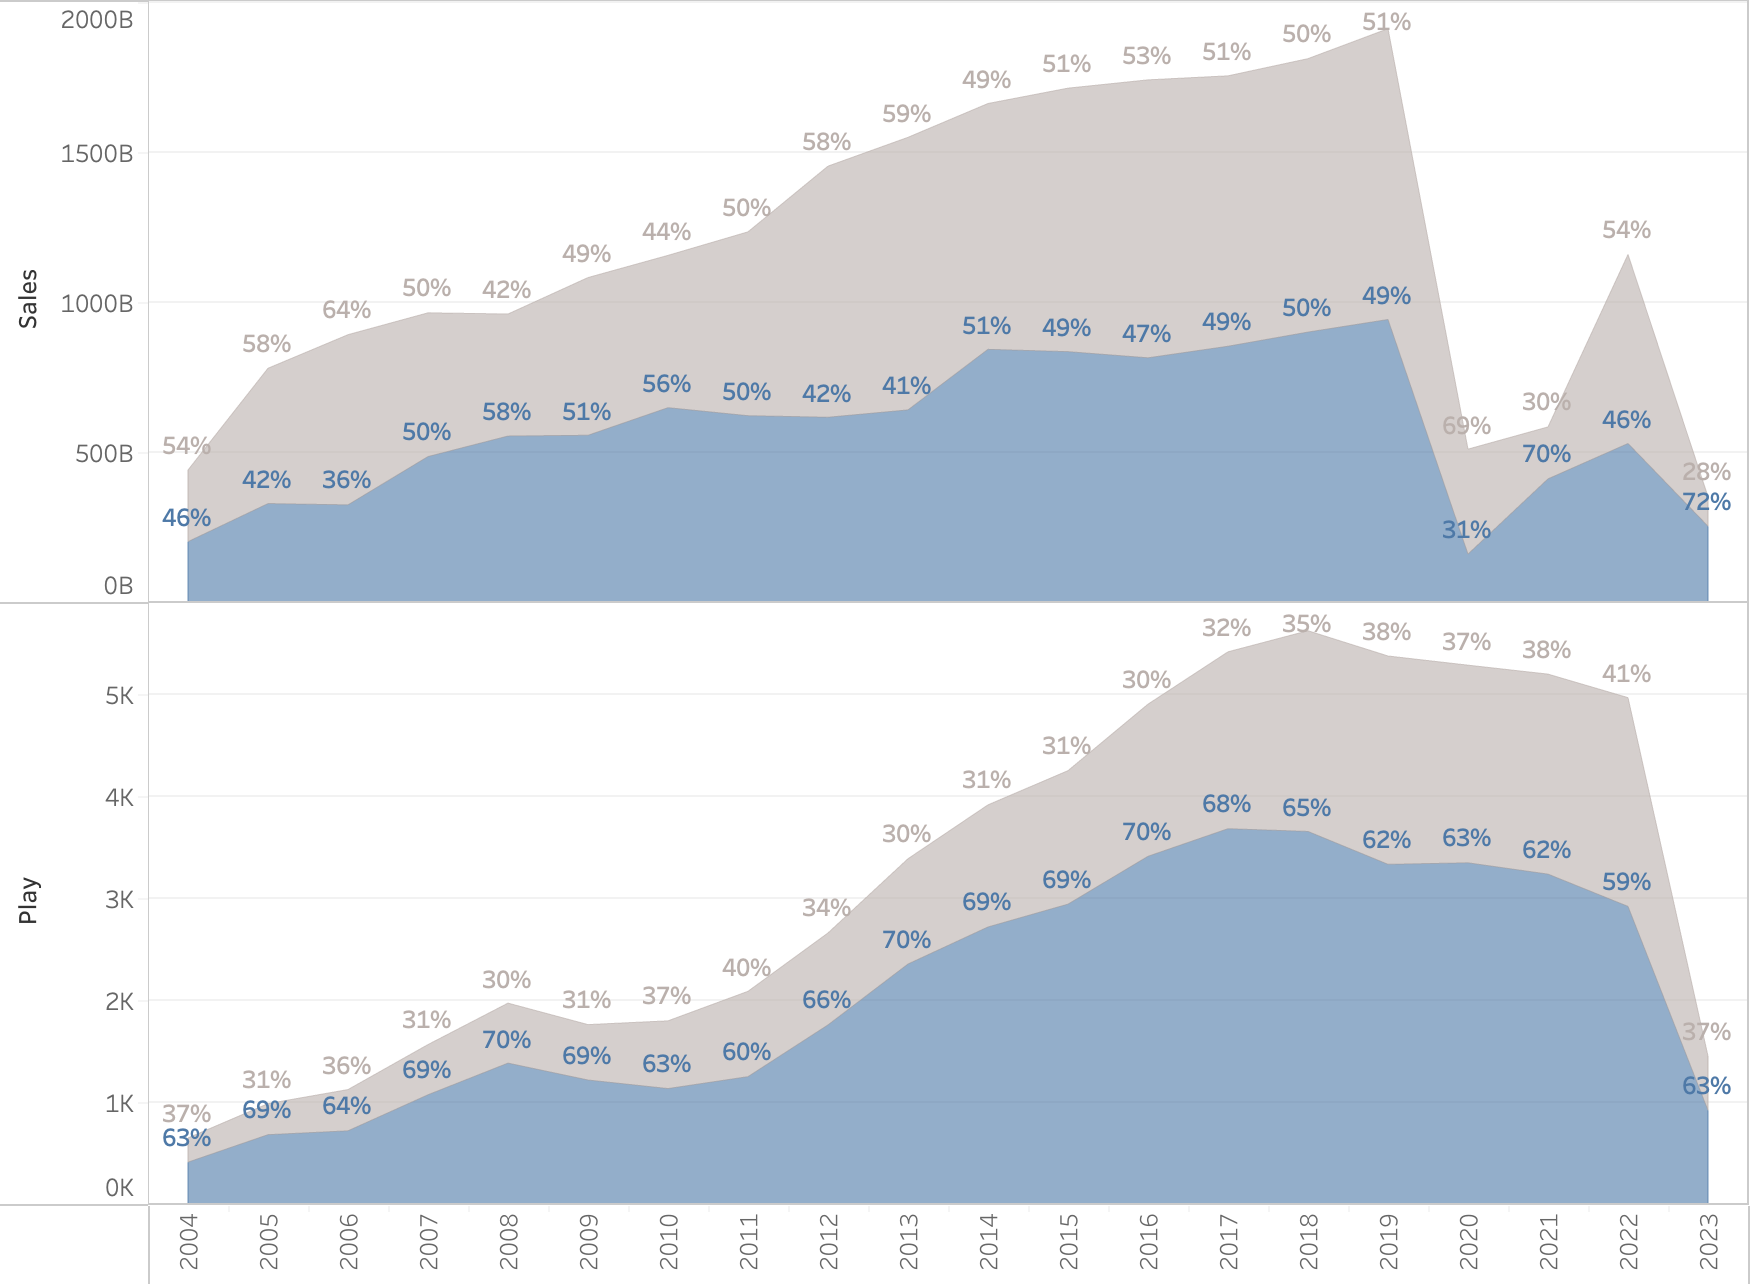 Sales
2000B
1500B
1000B
500B
0B
54% 58% 64% 50% 42% 49% 44% 50% 58% 59% 49% 51% 53% 51% 50% 51% 69% 30% 54% 28%
46% 42% 36% 50% 58% 51% 56% 50% 42% 41% 51% 49% 47% 49% 50% 49% 31% 70% 46% 72%
Play
5K
4K
3K
2K
1K
0K
37% 31% 36% 31% 30% 31% 37% 40% 34% 30% 31% 31% 30% 32% 35% 38% 37% 38% 41% 37%
63% 69% 64% 69% 70% 69% 63% 60% 66% 70% 69% 69% 70% 68% 65% 62% 63% 62% 59% 63%
2004 2005 2006 2007 2008 2009 2010 2011 2012 2013 2014 2015 2016 2017 2018 2019 2020 2021 2022 2023